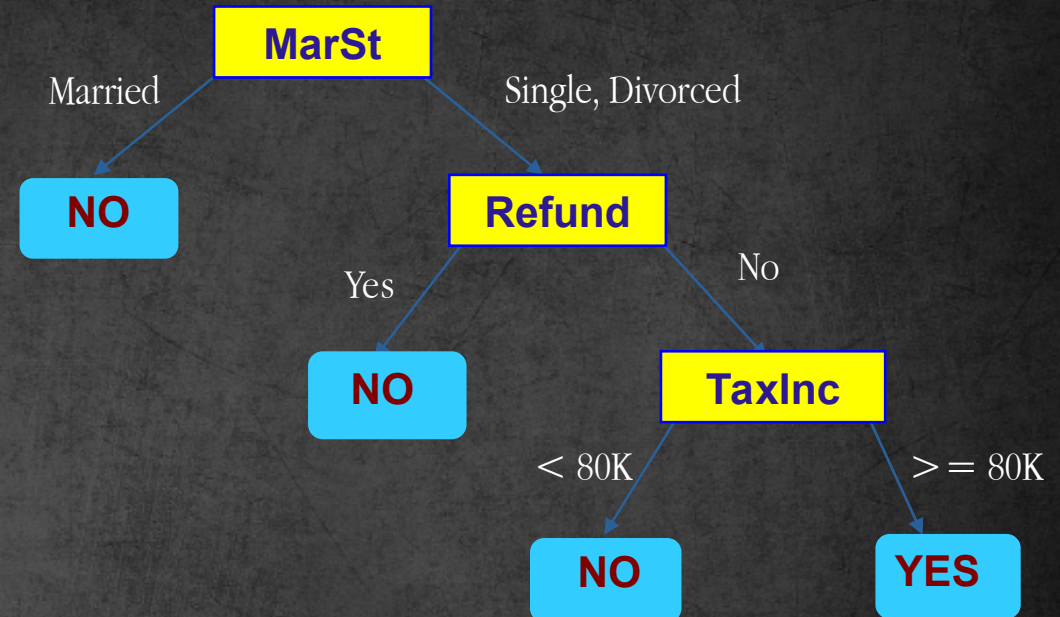 MarSt
Married
Single, Divorced
NO
Refund
Yes
No
NO
TaxInc
< 80K
> = 80K
NO
YES